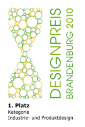 DESIGNPREIS
BRANDENBURG 2010
1. Platz
Kategorie
Industrie- und Produktdesign